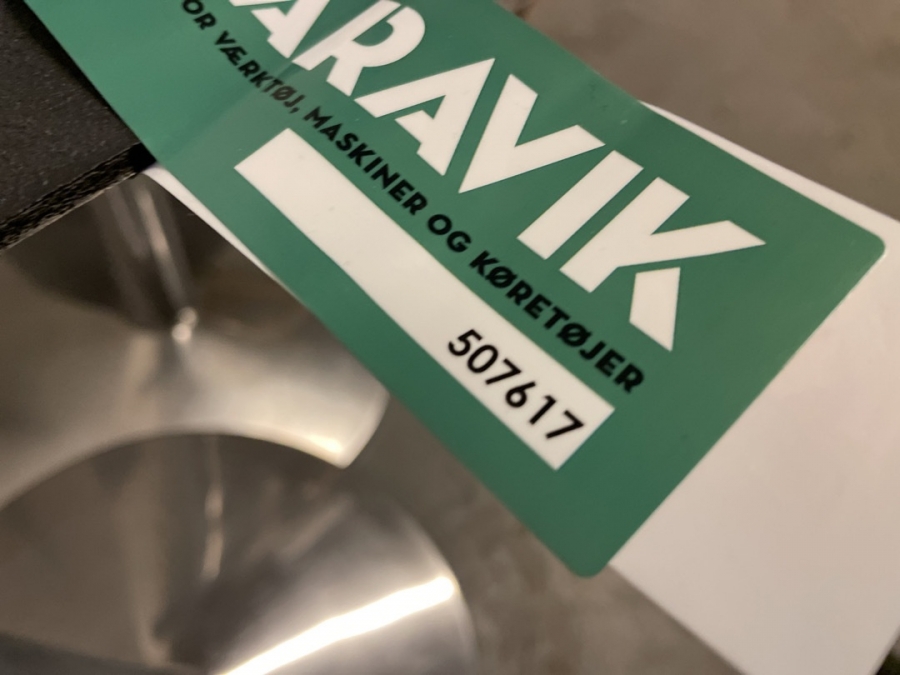 ARAVIK
OR VÆRKTØJ, MASKINER OG KØRETØJER
507617